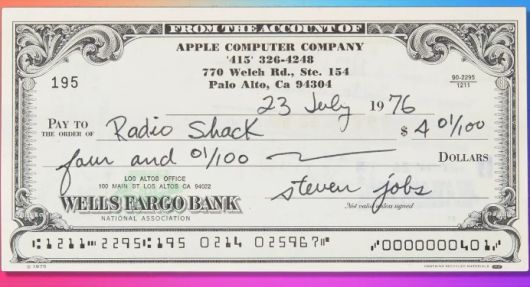 FROM THE ACCOUNT OF
APPLE COMPUTER COMPANY
'415' 326-4248
770 Welch Rd., Ste. 154
Palo Alto, Ca 94304
195
90-2295
1211
23 July 1976
PAY TO
THE ORDER OF Radio Shack $ 4 01/100
four and 01/100 DOLLARS
LOS ALTOS OFFICE
100 MAIN ST LOS ALTOS CA 94022
WELLS FARGO BANK
NATIONAL ASSOCIATION
steven jobs
Not valid unless signed
⑆1211⑉2295⑆195 0214 025967⑈ ⑈0000000401⑈
© 1975